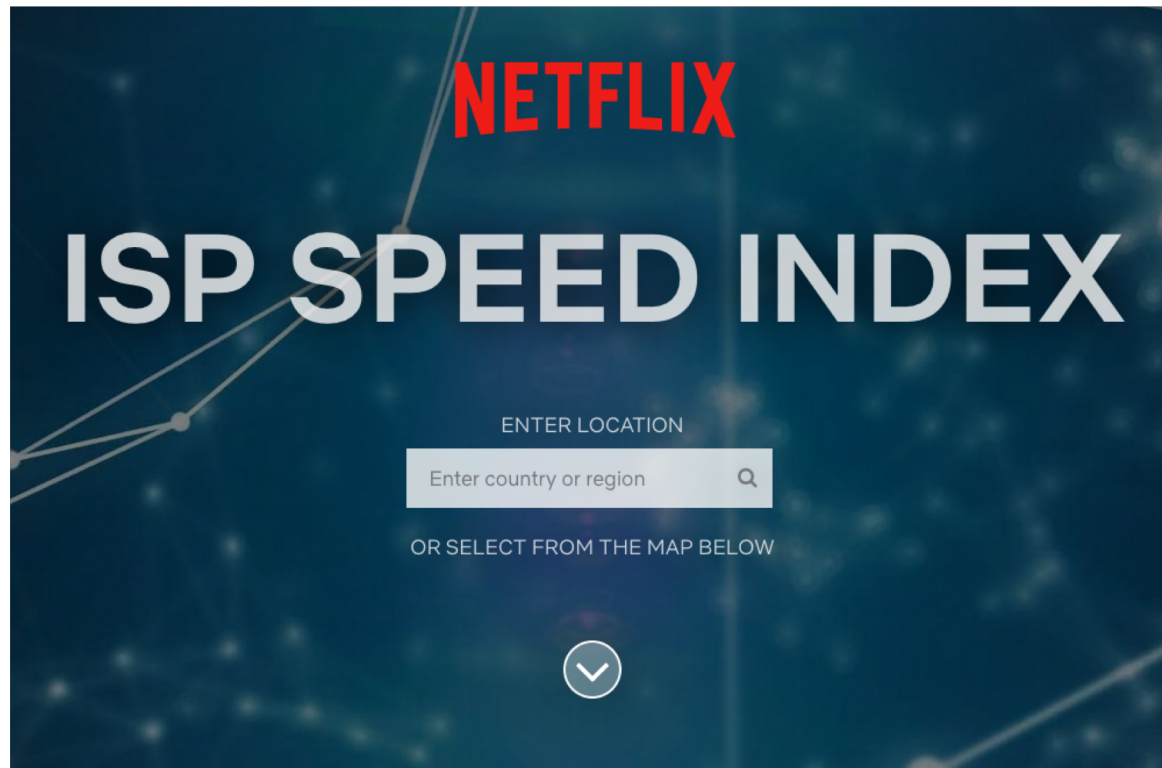 NETFLIX
ISP SPEED INDEX
ENTER LOCATION
Enter country or region
OR SELECT FROM THE MAP BELOW